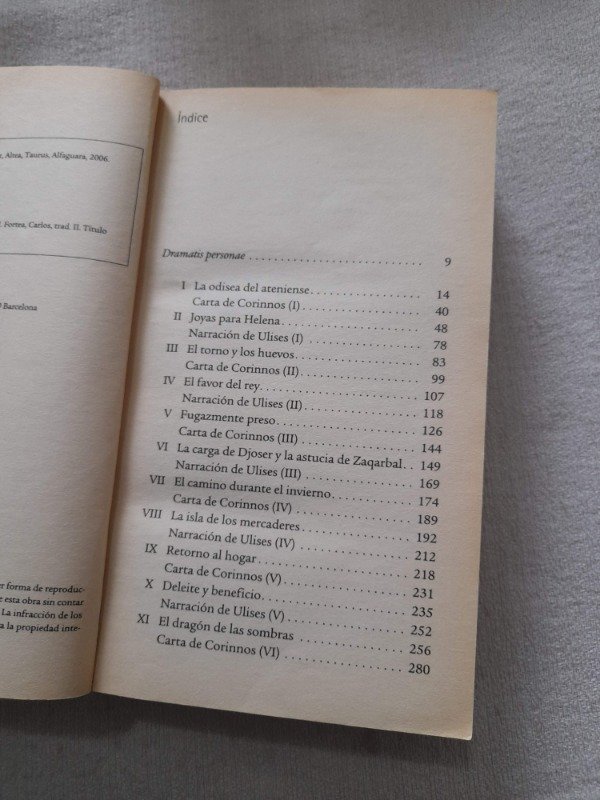 Altea, Taurus, Alfaguara, 2006.
Fortea, Carlos, trad. II. Título
Barcelona
forma de reproduc-
esta obra sin contar
La infracción de los
a la propiedad inte-
Índice
Dramatis personae 9
I La odisea del ateniense 14
Carta de Corinnos (I) 40
II Joyas para Helena 48
Narración de Ulises (I) 78
III El torno y los huevos 83
Carta de Corinnos (II) 99
IV El favor del rey 107
Narración de Ulises (II) 118
V Fugazmente preso 126
Carta de Corinnos (III) 144
VI La carga de Djoser y la astucia de Zaqarbal 149
Narración de Ulises (III) 169
VII El camino durante el invierno 174
Carta de Corinnos (IV) 189
VIII La isla de los mercaderes 192
Narración de Ulises (IV) 212
IX Retorno al hogar 218
Carta de Corinnos (V) 231
X Deleite y beneficio 235
Narración de Ulises (V) 252
XI El dragón de las sombras 256
Carta de Corinnos (VI) 280